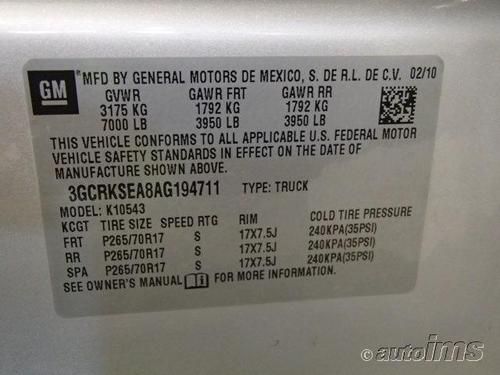 GM
MFD BY GENERAL MOTORS DE MEXICO, S. DE R.L. DE C.V. 02/10
GVWR GAWR FRT GAWR RR
3175 KG 1792 KG 1792 KG
7000 LB 3950 LB 3950 LB
THIS VEHICLE CONFORMS TO ALL APPLICABLE U.S. FEDERAL MOTOR
VEHICLE SAFETY STANDARDS IN EFFECT ON THE DATE OF
MANUFACTURE SHOWN ABOVE.
3GCRKSEA8AG194711 TYPE: TRUCK
MODEL: K10543
KCGT TIRE SIZE SPEED RTG RIM COLD TIRE PRESSURE
FRT P265/70R17 S 17X7.5J 240KPA(35PSI)
RR P265/70R17 S 17X7.5J 240KPA(35PSI)
SPA P265/70R17 S 17X7.5J 240KPA(35PSI)
SEE OWNER'S MANUAL FOR MORE INFORMATION.
© autoims